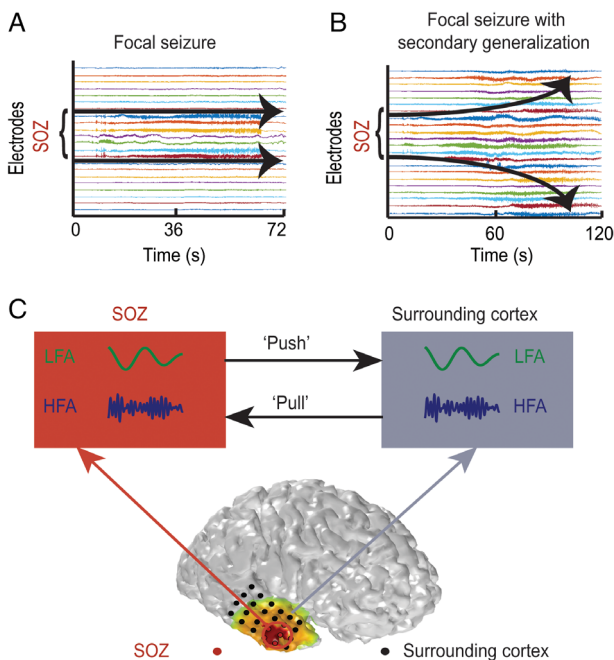 A
Focal seizure
Electrodes
SOZ
0
36
72
Time (s)
B
Focal seizure with
secondary generalization
Electrodes
SOZ
0
60
120
Time (s)
C
SOZ
LFA
HFA
'Push'
'Pull'
Surrounding cortex
LFA
HFA
SOZ
Surrounding cortex